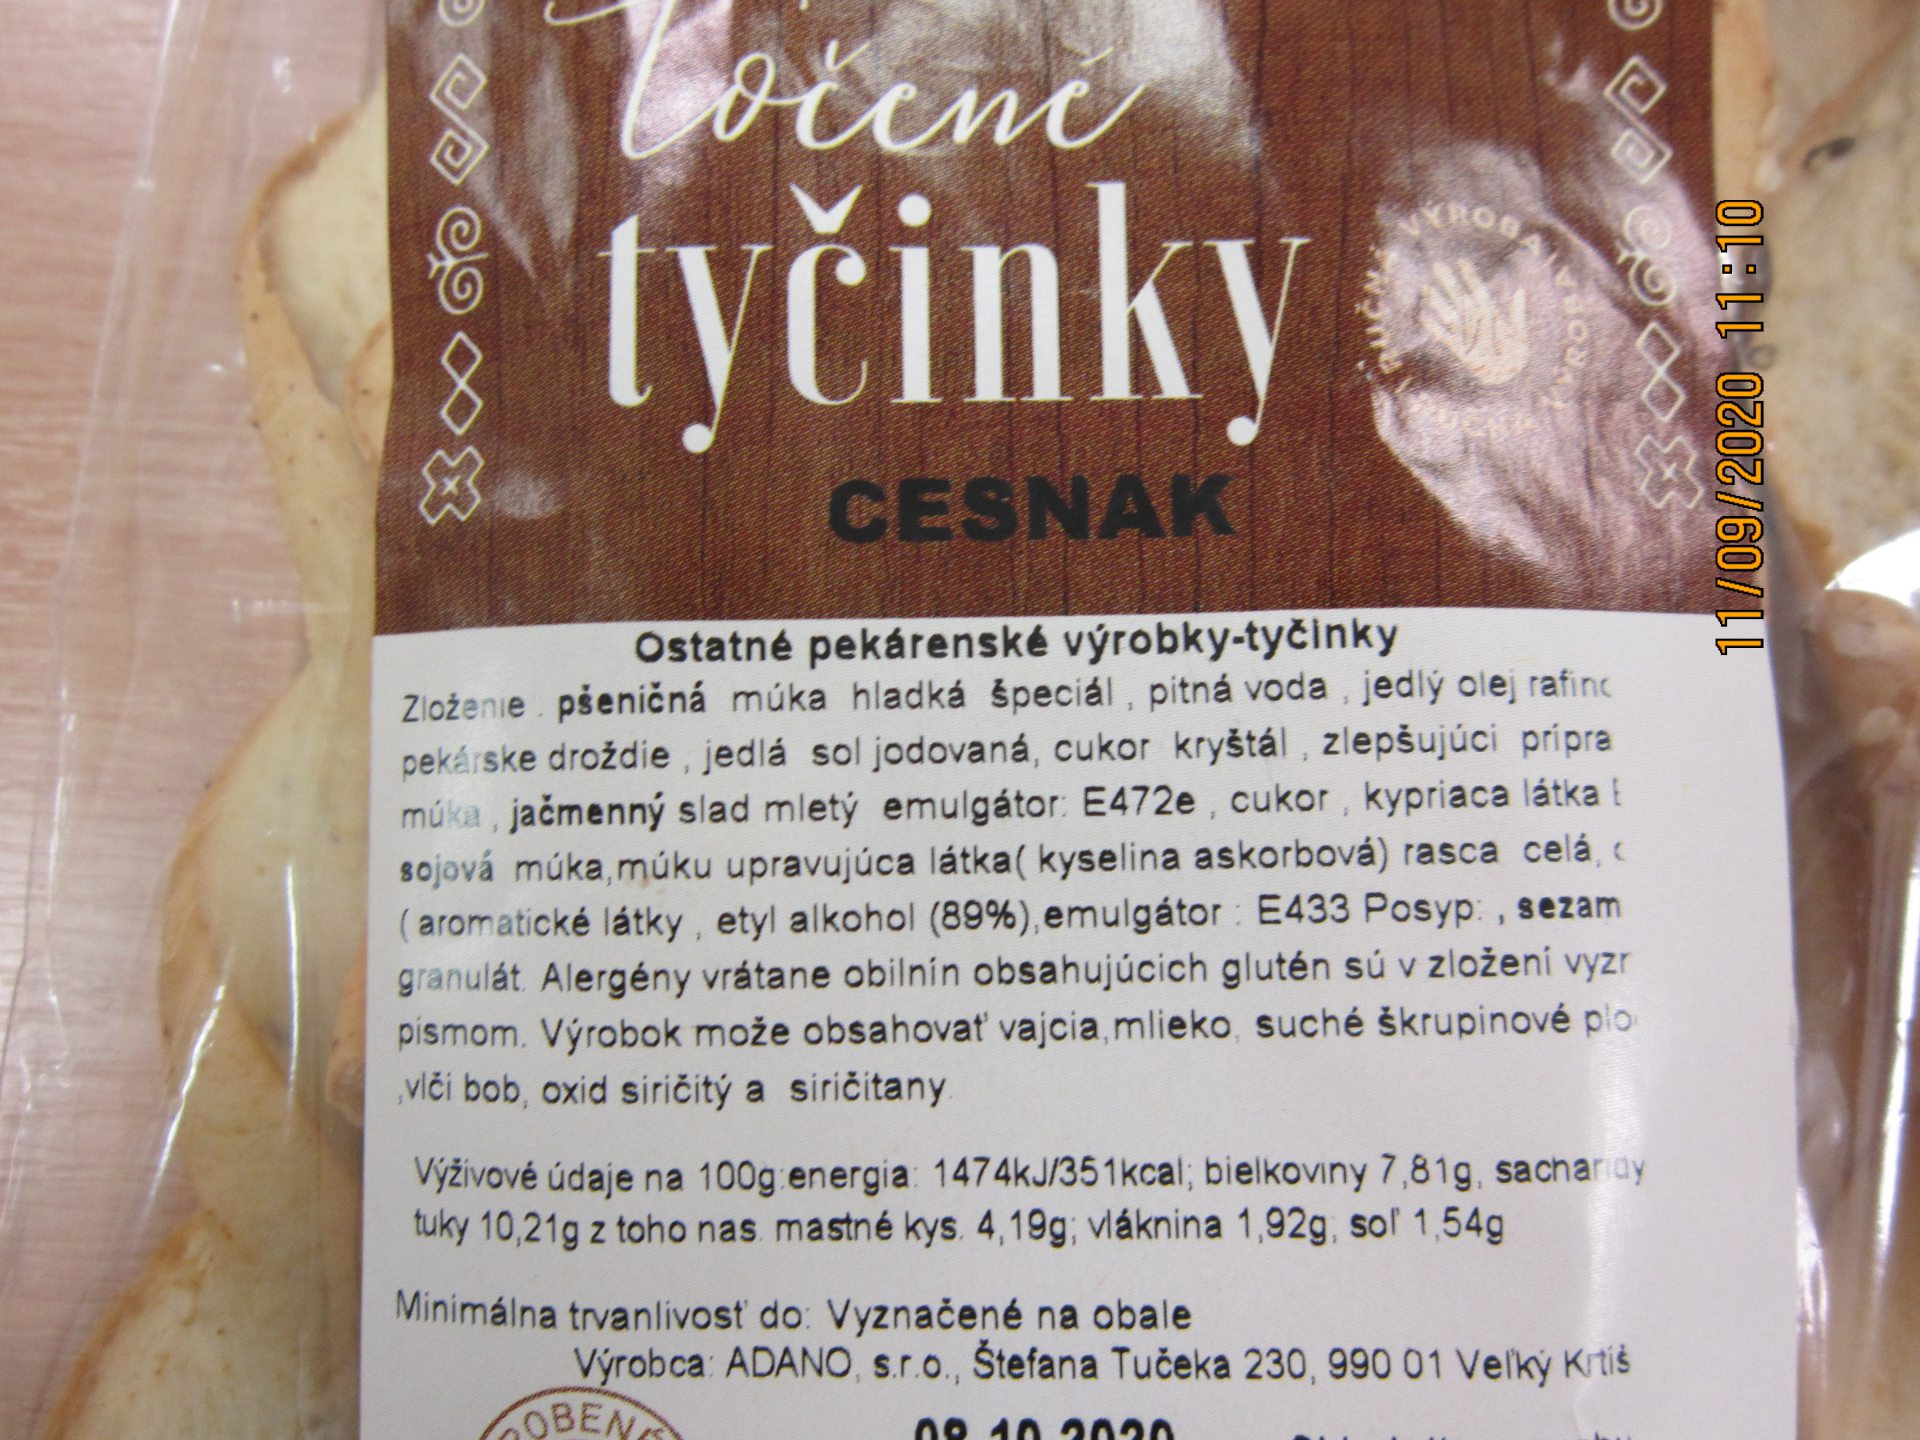 Točené
tyčinky
RUČNÁ VÝROBA
CESNAK
Ostatné pekárenské výrobky-tyčinky
Zloženie . pšeničná múka hladká špeciál , pitná voda , jedlý olej
pekárske droždie , jedlá sol jodovaná, cukor kryštál , zlepšujúci
múka , jačmenný slad mletý emulgátor: E472e , cukor , kypriaca látka
sojová múka,múku upravujúca látka( kyselina askorbová) rasca celá,
( aromatické látky , etyl alkohol (89%),emulgátor : E433 Posyp: , sezam
granulát. Alergény vrátane obilnín obsahujúcich glutén sú v zložení
pismom. Výrobok može obsahovať vajcia,mlieko, suché škrupinové
,vlči bob, oxid siričitý a siričitany.
Výživové údaje na 100g:energia: 1474kJ/351kcal; bielkoviny 7,81g, sacharidy
tuky 10,21g z toho nas. mastné kys. 4,19g; vláknina 1,92g; soľ 1,54g
Minimálna trvanlivosť do: Vyznačené na obale
Výrobca: ADANO, s.r.o., Štefana Tučeka 230, 990 01 Veľký Krtíš
08.10.2020
11/09/2020 11:10